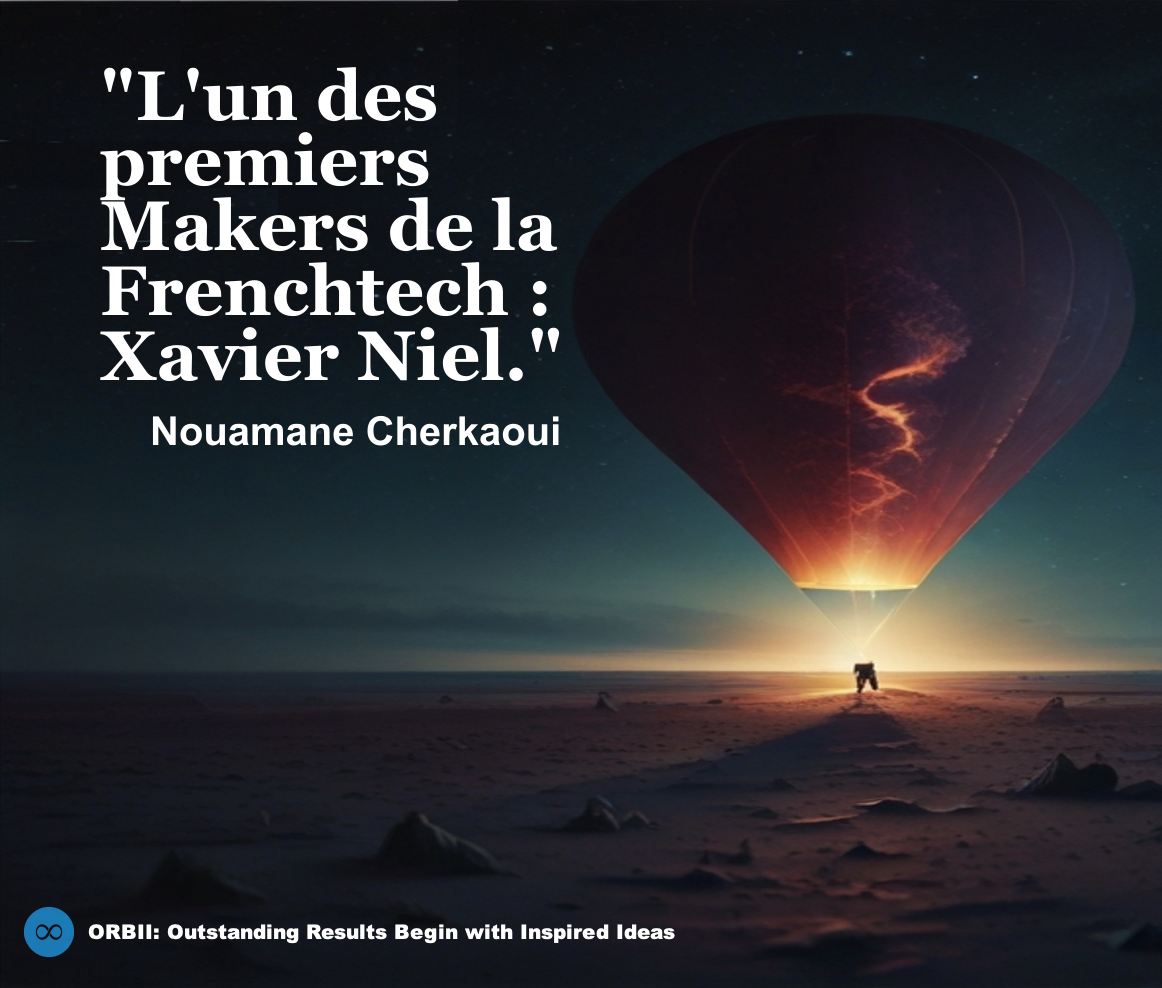 "L'un des
premiers
Makers de la
Frenchtech :
Xavier Niel."
Nouamane Cherkaoui
ORBII: Outstanding Results Begin with Inspired Ideas